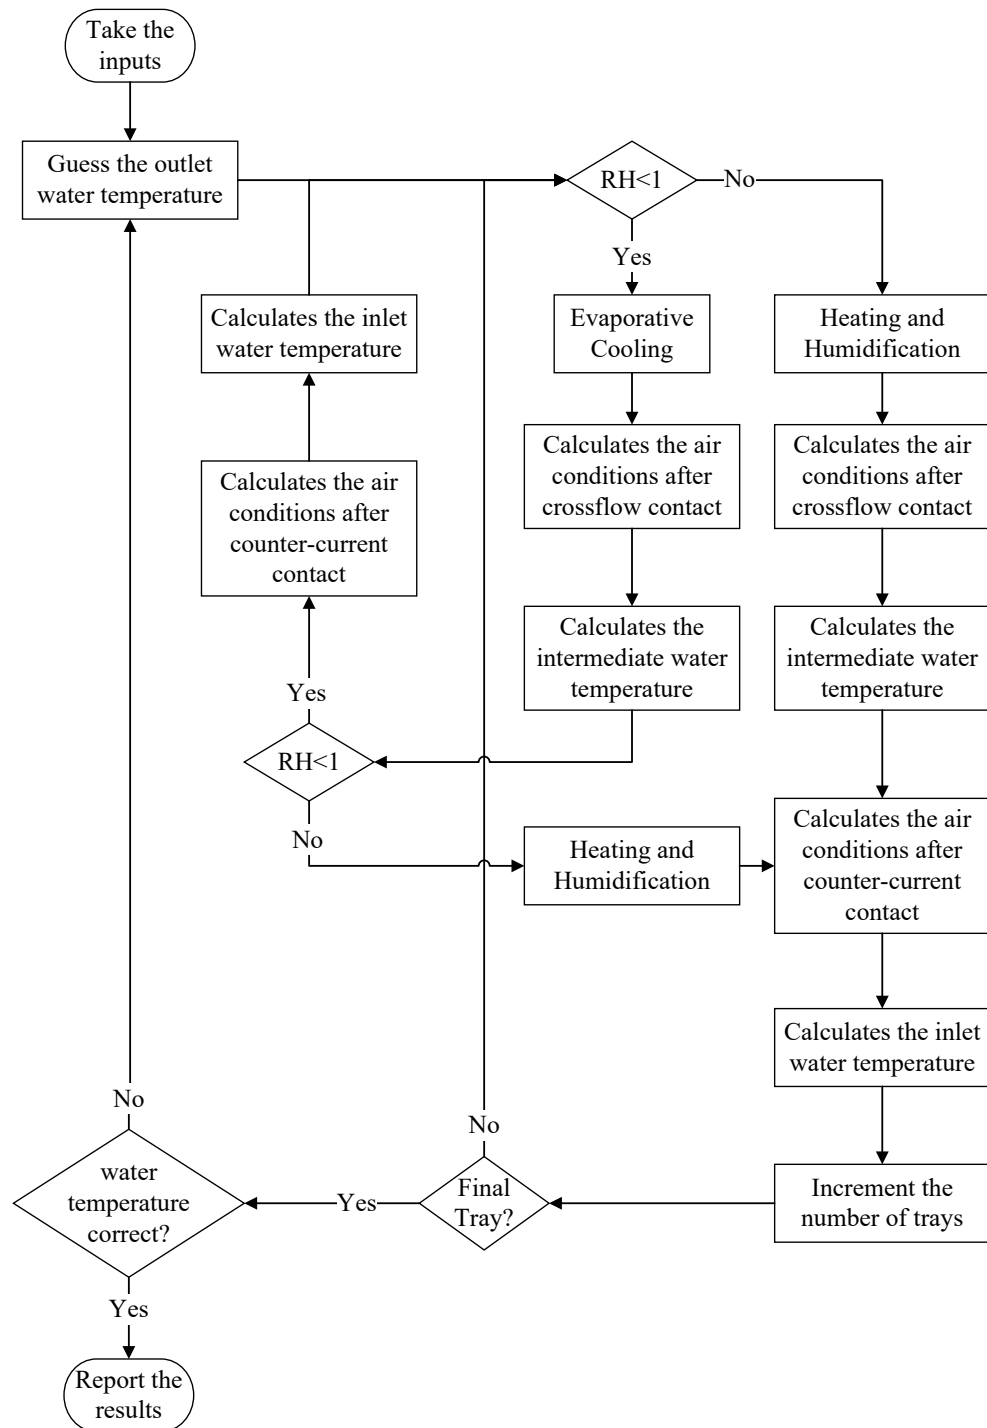 Take the
inputs
Guess the outlet
water temperature
RH<1
No
Yes
Calculates the inlet
water temperature
Evaporative
Cooling
Heating and
Humidification
Calculates the air
conditions after
counter-current
contact
Calculates the air
conditions after
crossflow contact
Calculates the air
conditions after
crossflow contact
Calculates the
intermediate water
temperature
Calculates the
intermediate water
temperature
Yes
RH<1
No
Heating and
Humidification
Calculates the air
conditions after
counter-current
contact
Calculates the inlet
water temperature
No
No
water
temperature
correct?
Yes
Final
Tray?
Increment the
number of trays
Yes
Report the
results